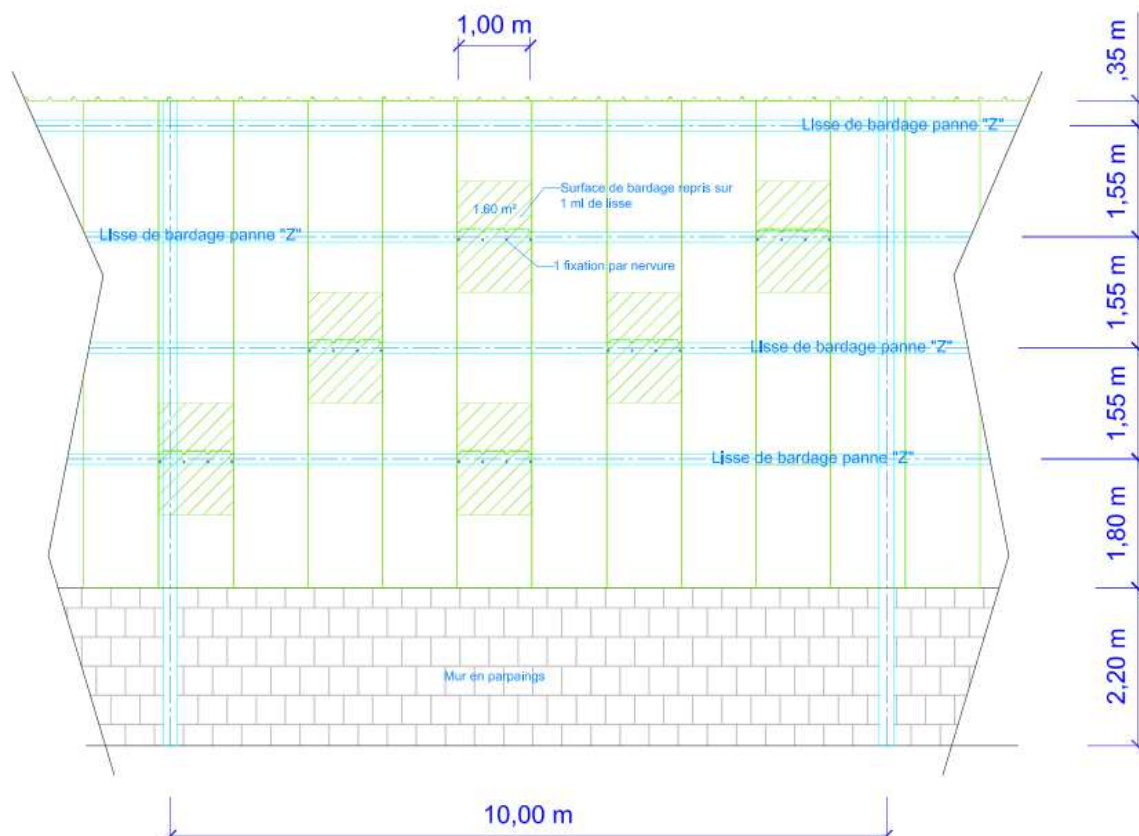 1,00 m
,35 m
Lisse de bardage panne "Z"
1,55 m
1.60 m²
Surface de bardage repris sur
1 ml de lisse
Lisse de bardage panne "Z"
1 fixation par nervure
1,55 m
Lisse de bardage panne "Z"
1,55 m
Lisse de bardage panne "Z"
1,80 m
Mur en parpaings
2,20 m
10,00 m